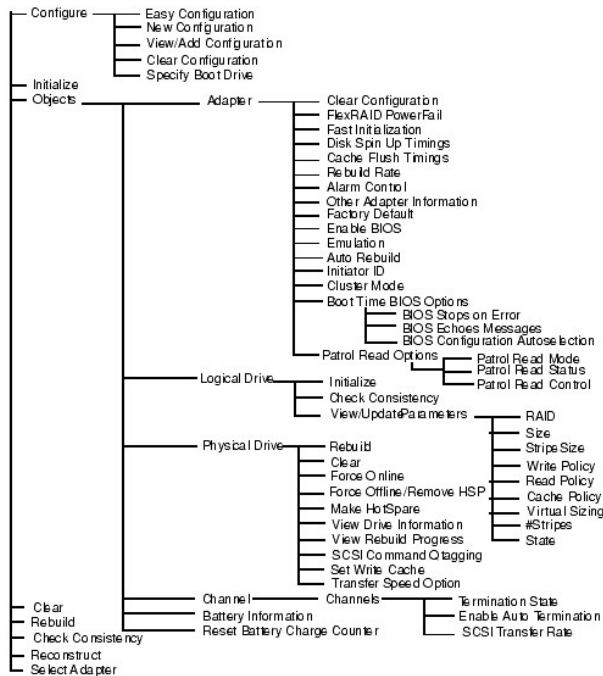 Configure
Easy Configuration
New Configuration
View/Add Configuration
Clear Configuration
Specify Boot Drive
Initialize
Objects
Adapter
Clear Configuration
FlexRAID PowerFail
Fast Initialization
Disk Spin Up Timings
Cache Flush Timings
Rebuild Rate
Alarm Control
Other Adapter Information
Factory Default
Enable BIOS
Emulation
Auto Rebuild
Initiator ID
Cluster Mode
Boot Time BIOS Options
BIOS Stops on Error
BIOS Echoes Messages
BIOS Configuration Autoselection
Patrol Read Options
Patrol Read Mode
Patrol Read Status
Patrol Read Control
Logical Drive
Initialize
Check Consistency
View/Update Parameters
RAID
Size
Stripe Size
Write Policy
Read Policy
Cache Policy
Virtual Sizing
#Stripes
State
Physical Drive
Rebuild
Clear
Force Online
Force Offline/Remove HSP
Make HotSpare
View Drive Information
View Rebuild Progress
SCSI Command Qtagging
Set Write Cache
Transfer Speed Option
Channel
Channels
Termination State
Enable Auto Termination
SCSI Transfer Rate
Battery Information
Reset Battery Charge Counter
Clear
Rebuild
Check Consistency
Reconstruct
Select Adapter